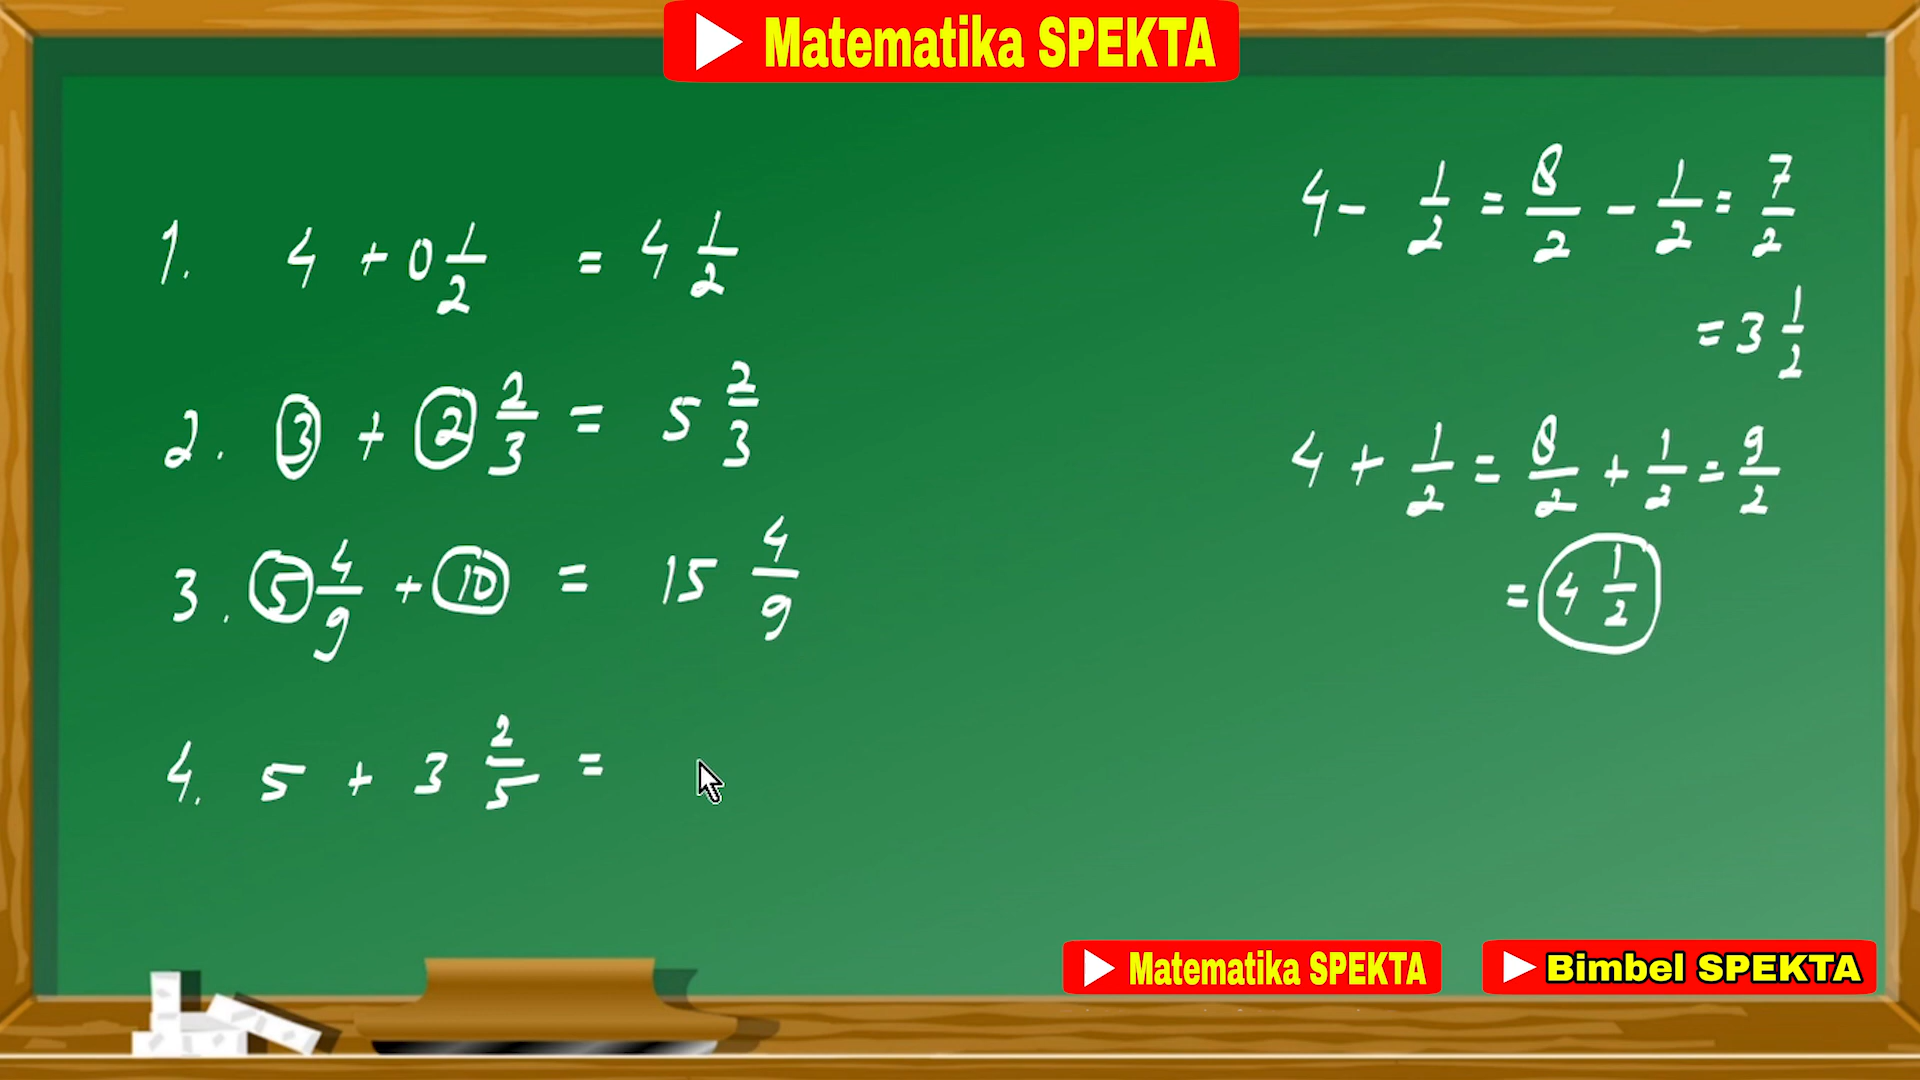 Matematika SPEKTA
1. 4 + 0 1/2 = 4 1/2
2. 3 + 2 2/3 = 5 2/3
3. 5 4/9 + 10 = 15 4/9
4. 5 + 3 2/5 =
4 - 1/2 = 8/2 - 1/2 = 7/2
= 3 1/2
4 + 1/2 = 8/2 + 1/2 = 9/2
= 4 1/2
Matematika SPEKTA
Bimbel SPEKTA